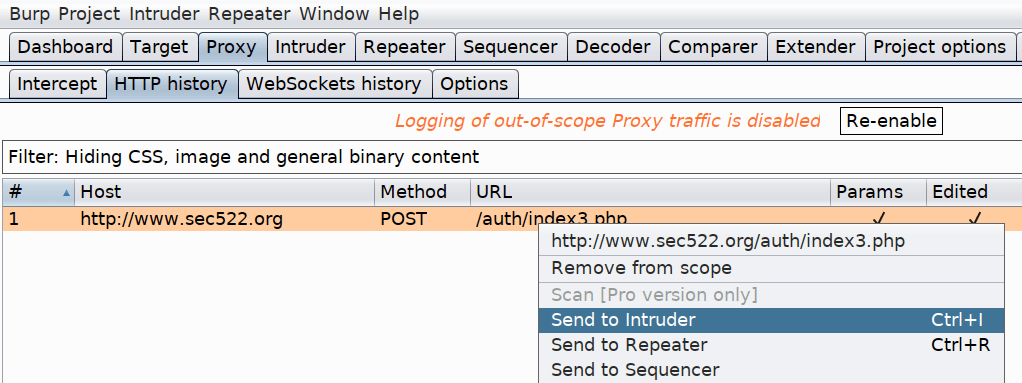 Burp Project Intruder Repeater Window Help
Dashboard Target Proxy Intruder Repeater Sequencer Decoder Comparer Extender Project options
Intercept HTTP history WebSockets history Options
Logging of out-of-scope Proxy traffic is disabled Re-enable
Filter: Hiding CSS, image and general binary content
# Host Method URL Params Edited
1 http://www.sec522.org POST /auth/index3.php ✓ ✓
http://www.sec522.org/auth/index3.php
Remove from scope
Scan [Pro version only]
Send to Intruder Ctrl+I
Send to Repeater Ctrl+R
Send to Sequencer